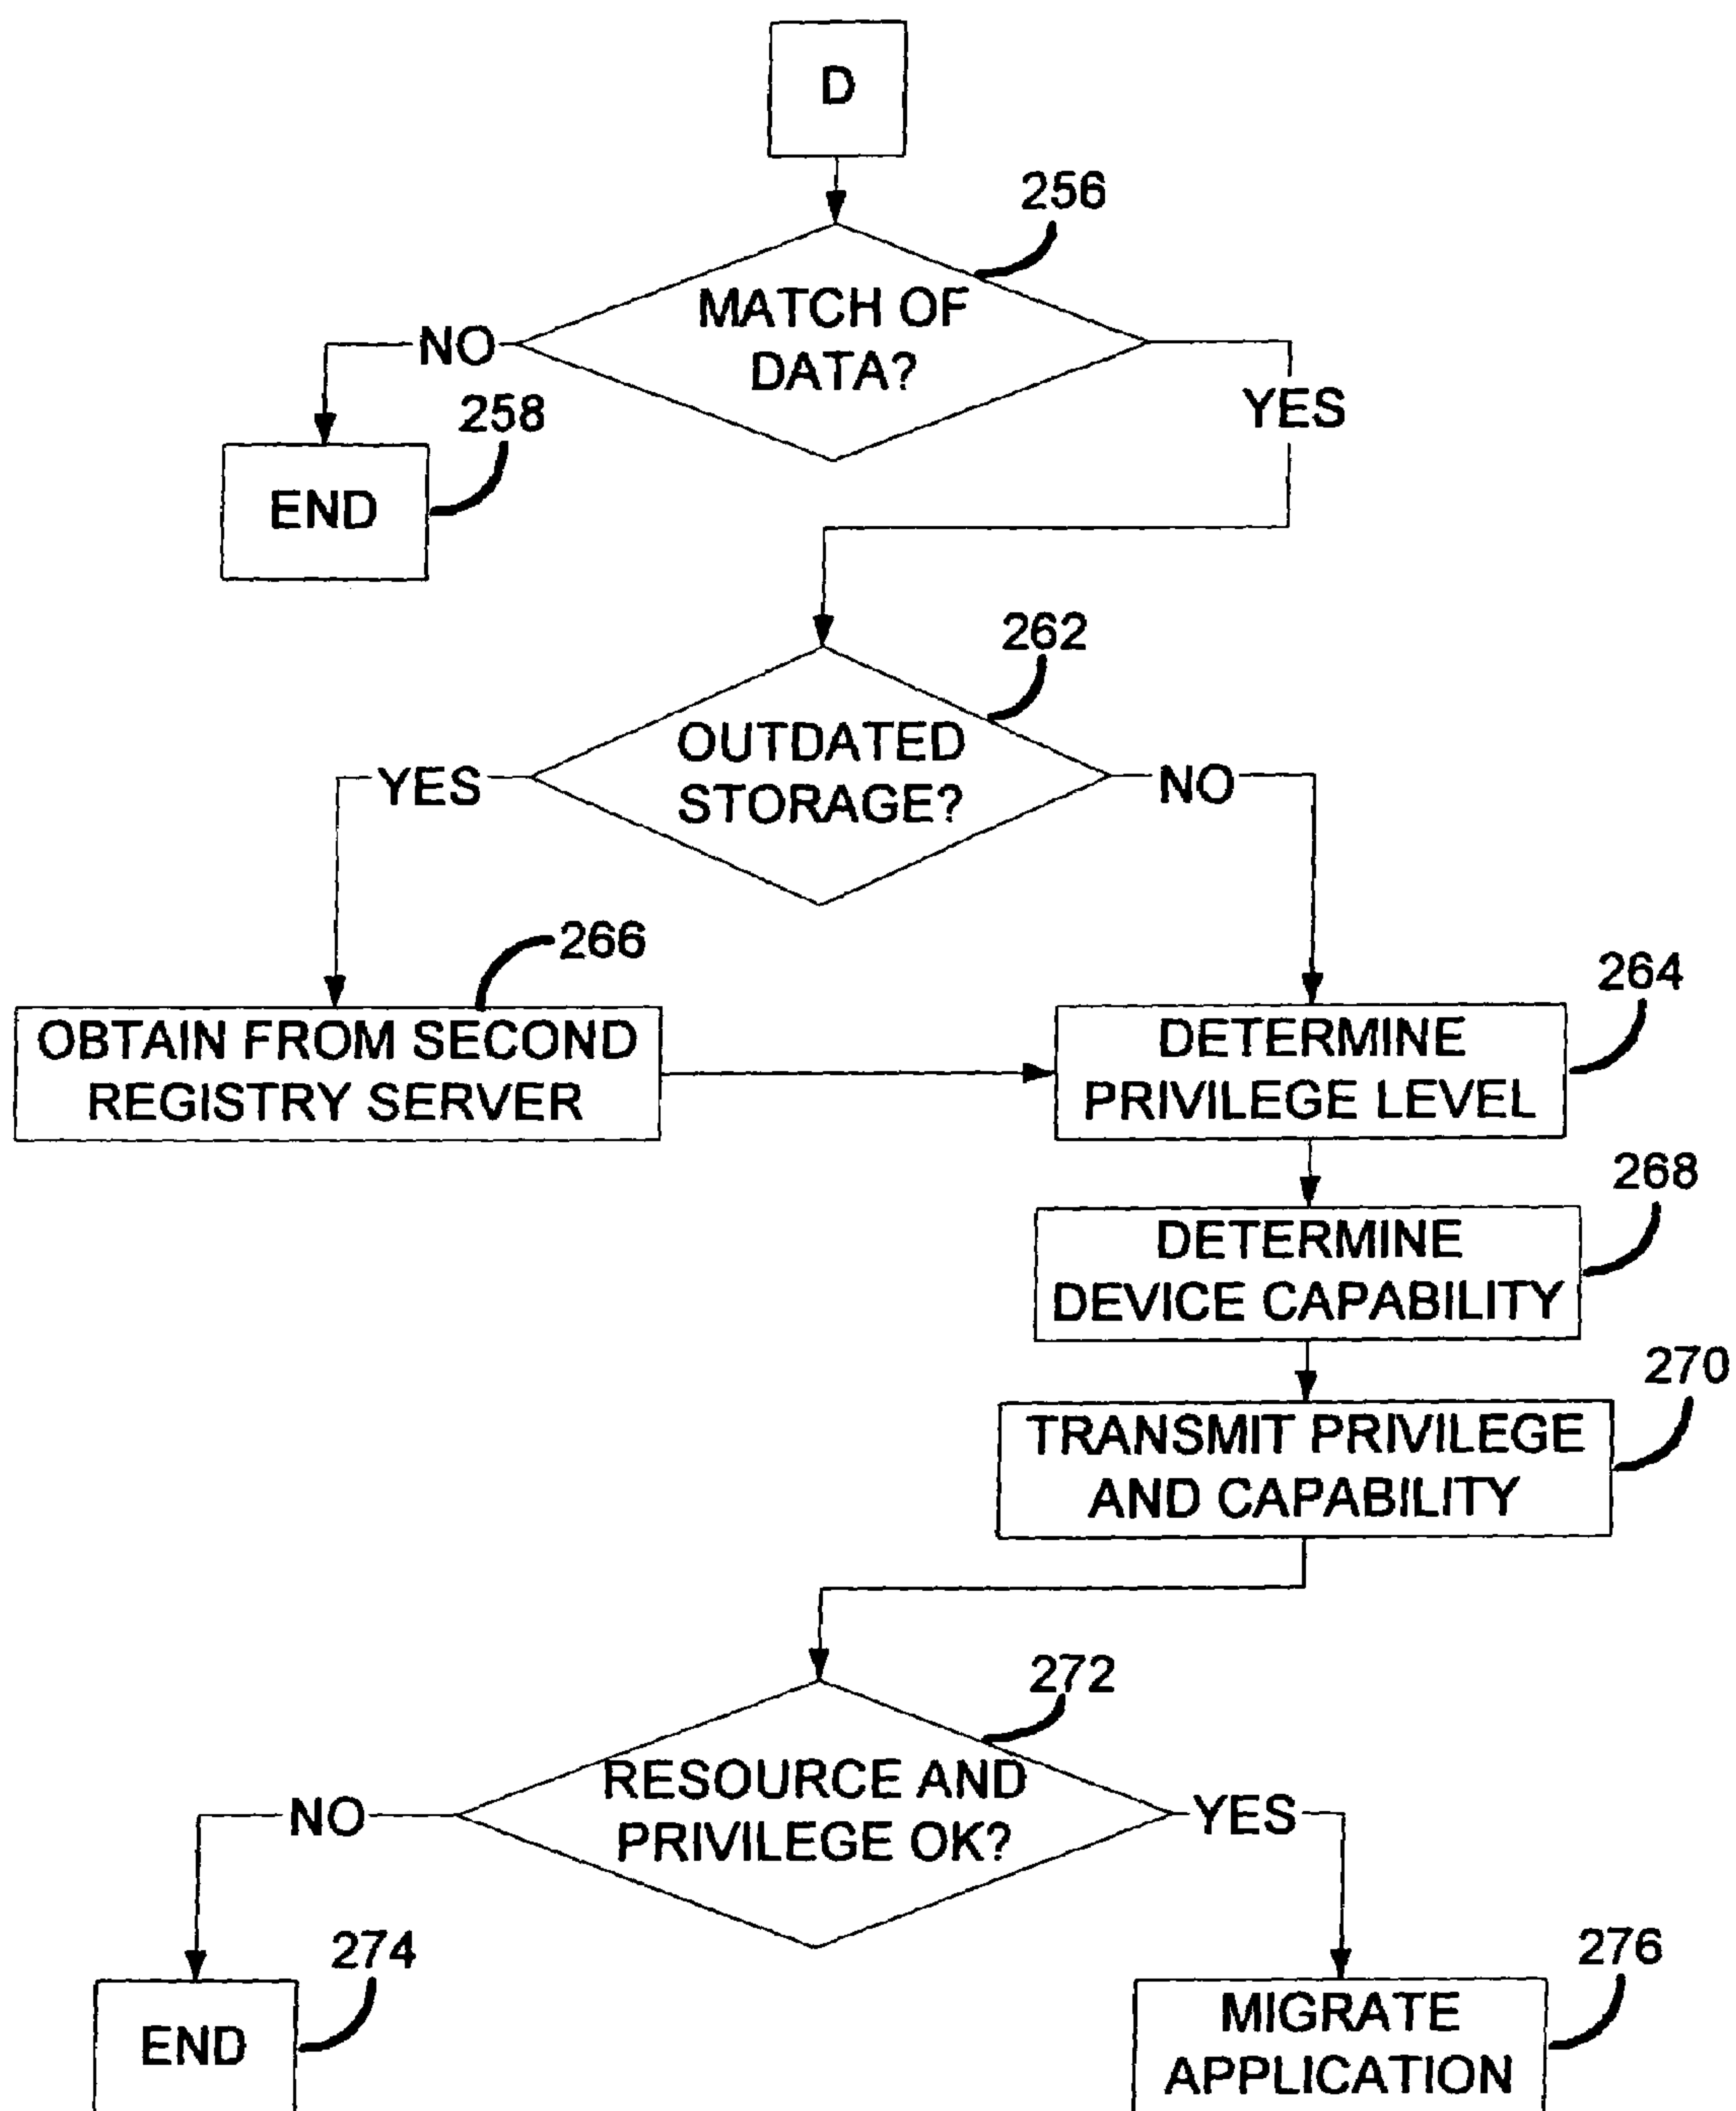 D
256
MATCH OF
DATA?
NO
YES
258
END
262
OUTDATED
STORAGE?
YES
NO
266
OBTAIN FROM SECOND
REGISTRY SERVER
264
DETERMINE
PRIVILEGE LEVEL
268
DETERMINE
DEVICE CAPABILITY
270
TRANSMIT PRIVILEGE
AND CAPABILITY
272
RESOURCE AND
PRIVILEGE OK?
NO
YES
274
END
276
MIGRATE
APPLICATION